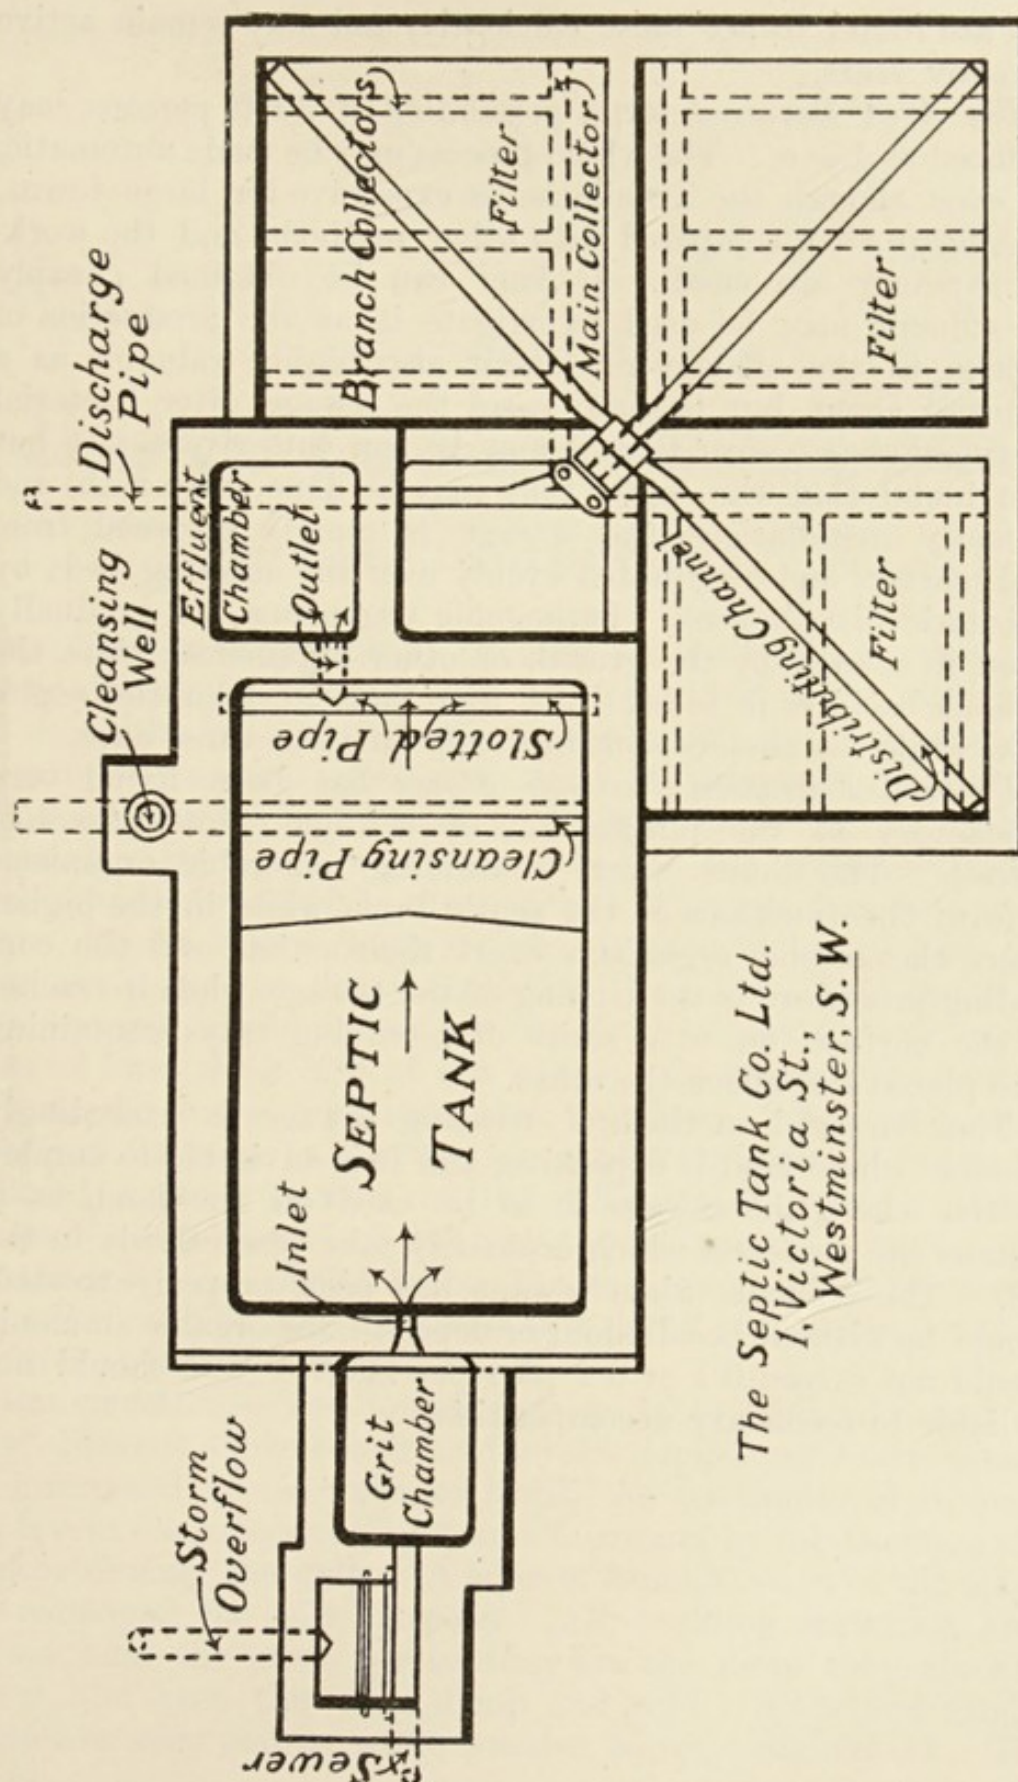 Sewer
Storm
Overflow
Grit
Chamber
Inlet
SEPTIC
TANK
Cleansing Pipe
Slotted Pipe
Cleansing
Well
Effluent
Chamber
Outlet
Discharge
Pipe
Branch Collectors
Filter
Main Collector
Filter
Distributing Channel
Filter
The Septic Tank Co. Ltd.
1, Victoria St.,
Westminster, S.W.